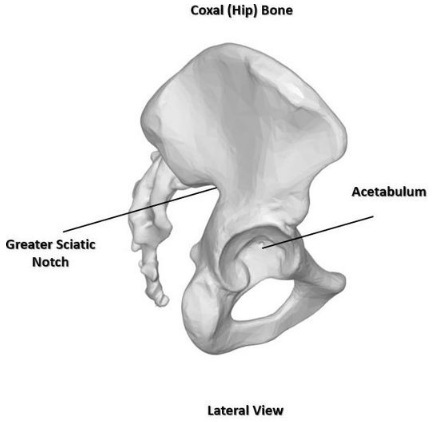 Coxal (Hip) Bone
Acetabulum
Greater Sciatic
Notch
Lateral View